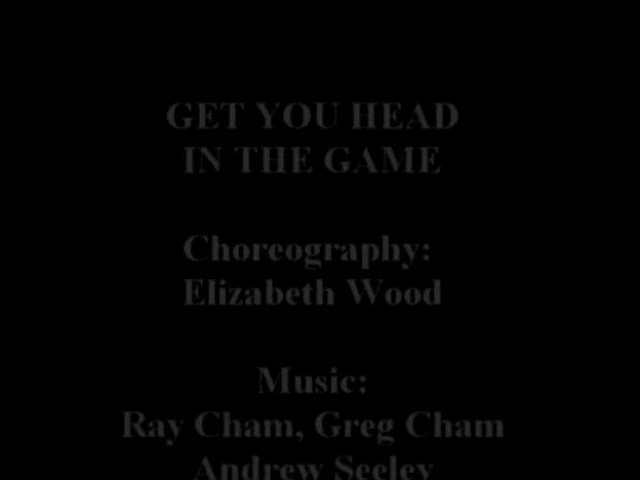 GET YOU HEAD
IN THE GAME
Choreography:
Elizabeth Wood
Music:
Ray Cham, Greg Cham
Andrew Seeley